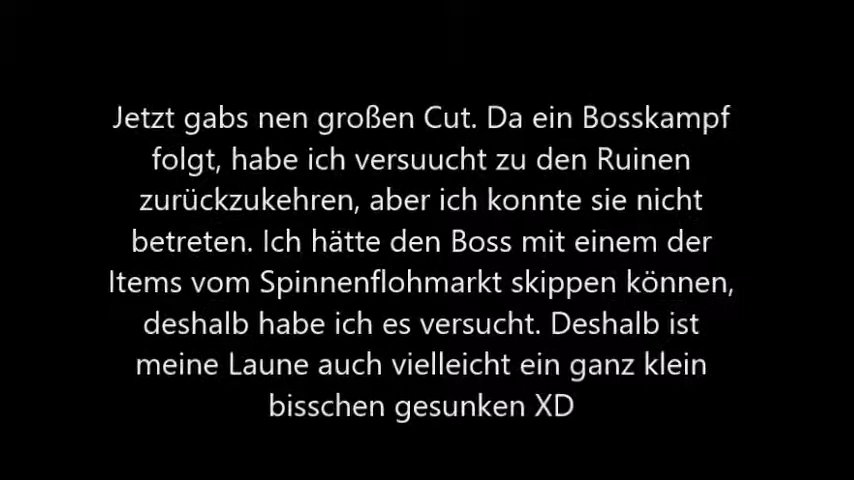 Jetzt gabs nen großen Cut. Da ein Bosskampf
folgt, habe ich versuucht zu den Ruinen
zurückzukehren, aber ich konnte sie nicht
betreten. Ich hätte den Boss mit einem der
Items vom Spinnenflohmarkt skippen können,
deshalb habe ich es versucht. Deshalb ist
meine Laune auch vielleicht ein ganz klein
bisschen gesunken XD